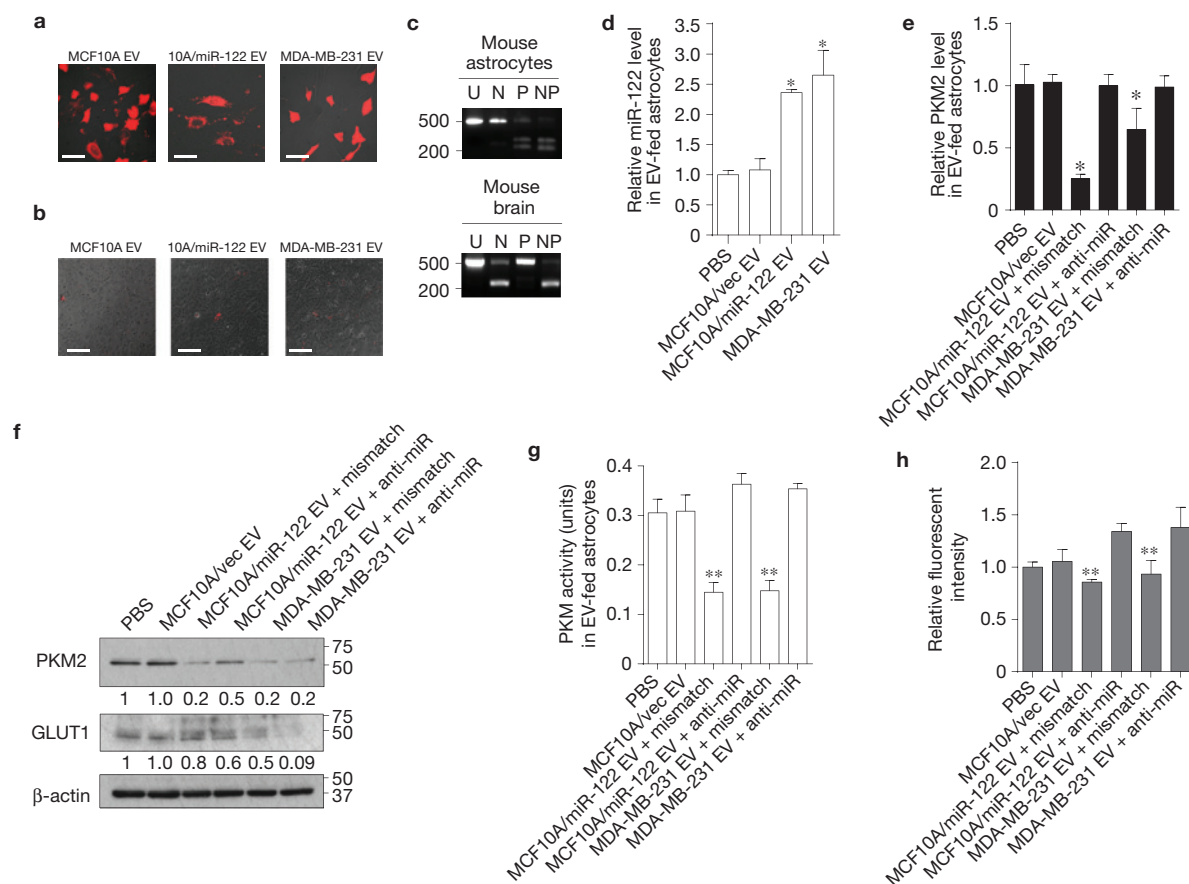 a
MCF10A EV
10A/miR-122 EV
MDA-MB-231 EV
b
MCF10A EV
10A/miR-122 EV
MDA-MB-231 EV
c
Mouse
astrocytes
U N P NP
500
200
Mouse
brain
U N P NP
500
200
d
Relative miR-122 level
in EV-fed astrocytes
3.5
3.0
2.5
2.0
1.5
1.0
0.5
0
*
*
PBS
MCF10A/vec EV
MCF10A/miR-122 EV
MDA-MB-231 EV
e
Relative PKM2 level
in EV-fed astrocytes
1.5
1.0
0.5
0
*
*
PBS
MCF10A/vec EV
MCF10A/miR-122 EV + mismatch
MCF10A/miR-122 EV + anti-miR
MDA-MB-231 EV + mismatch
MDA-MB-231 EV + anti-miR
f
PBS
MCF10A/vec EV
MCF10A/miR-122 EV + mismatch
MCF10A/miR-122 EV + anti-miR
MDA-MB-231 EV + mismatch
MDA-MB-231 EV + anti-miR
PKM2
75
50
1 1.0 0.2 0.5 0.2 0.2
GLUT1
75
50
1 1.0 0.8 0.6 0.5 0.09
β-actin
50
37
g
PKM activity (units)
in EV-fed astrocytes
0.4
0.3
0.2
0.1
0
**
**
PBS
MCF10A/vec EV
MCF10A/miR-122 EV + mismatch
MCF10A/miR-122 EV + anti-miR
MDA-MB-231 EV + mismatch
MDA-MB-231 EV + anti-miR
h
Relative fluorescent
intensity
2.0
1.5
1.0
0.5
0
**
**
PBS
MCF10A/vec EV
MCF10A/miR-122 EV + mismatch
MCF10A/miR-122 EV + anti-miR
MDA-MB-231 EV + mismatch
MDA-MB-231 EV + anti-miR